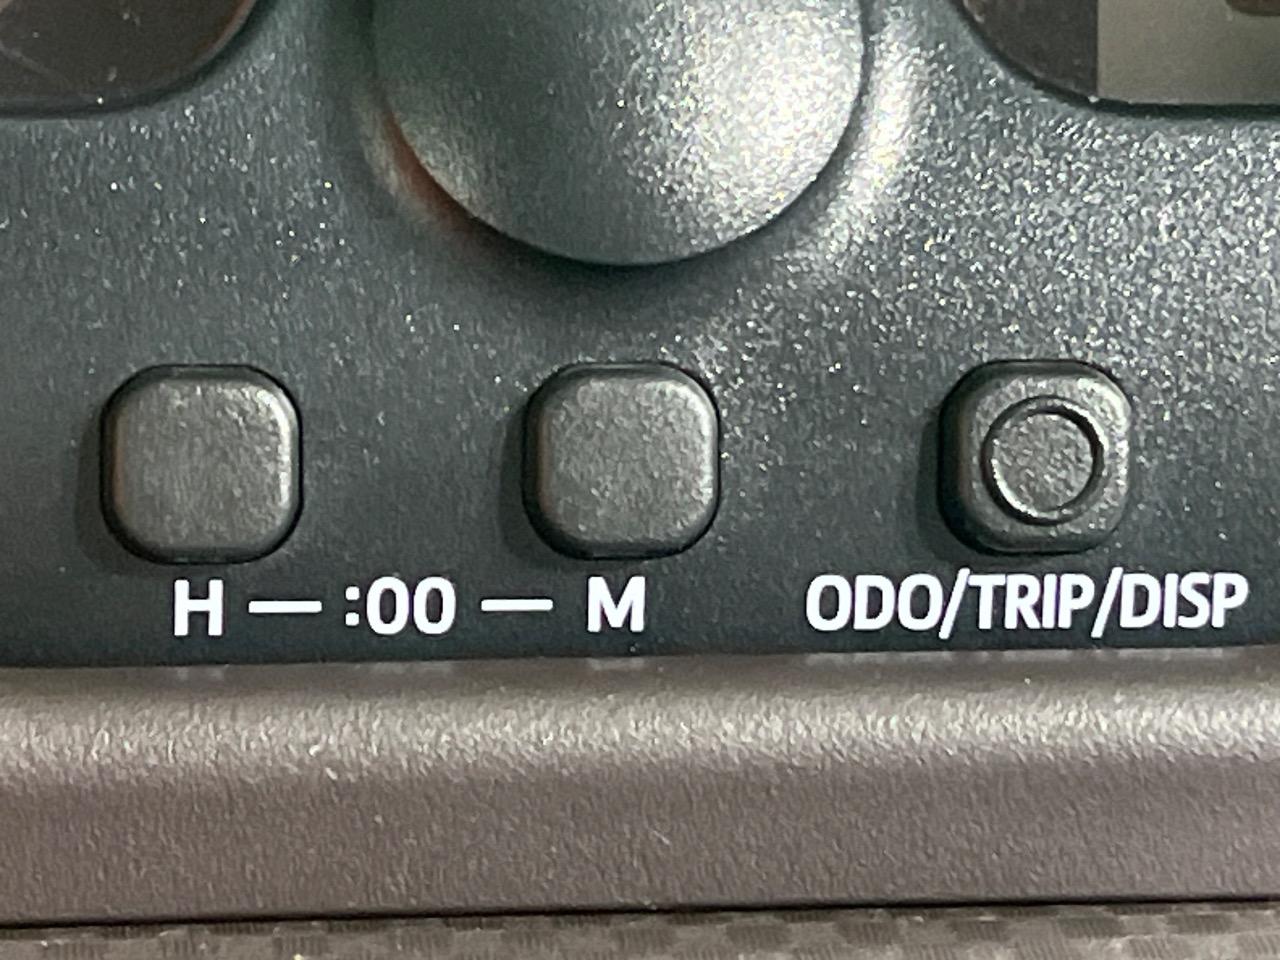 H — :00 — M ODO/TRIP/DISP